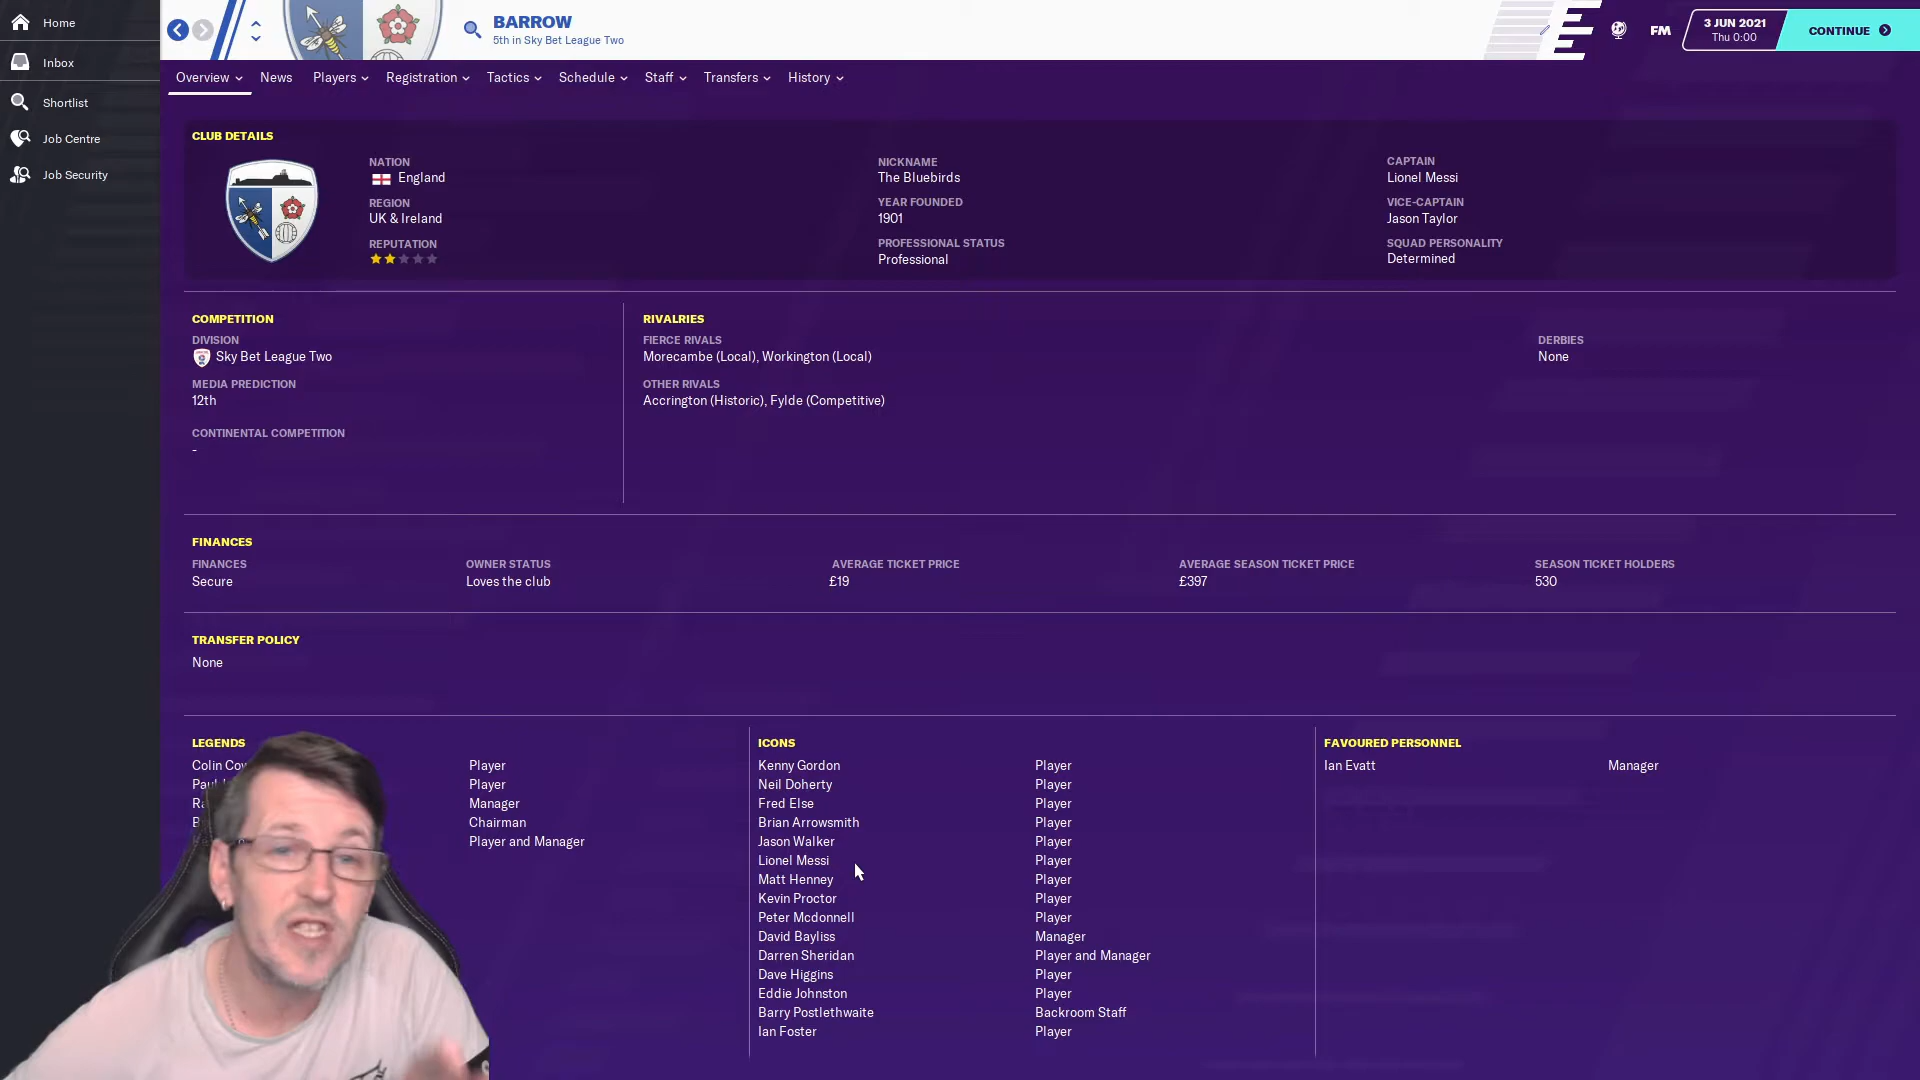 Home
Inbox
Shortlist
Job Centre
Job Security
BARROW
5th in Sky Bet League Two
FM
3 JUN 2021
Thu 0:00
CONTINUE
Overview News Players Registration Tactics Schedule Staff Transfers History
CLUB DETAILS
NATION
England
REGION
UK & Ireland
REPUTATION
NICKNAME
The Bluebirds
YEAR FOUNDED
1901
PROFESSIONAL STATUS
Professional
CAPTAIN
Lionel Messi
VICE-CAPTAIN
Jason Taylor
SQUAD PERSONALITY
Determined
COMPETITION
DIVISION
Sky Bet League Two
MEDIA PREDICTION
12th
CONTINENTAL COMPETITION
-
RIVALRIES
FIERCE RIVALS
Morecambe (Local), Workington (Local)
OTHER RIVALS
Accrington (Historic), Fylde (Competitive)
DERBIES
None
FINANCES
FINANCES
Secure
OWNER STATUS
Loves the club
AVERAGE TICKET PRICE
£19
AVERAGE SEASON TICKET PRICE
£397
SEASON TICKET HOLDERS
530
TRANSFER POLICY
None
LEGENDS
Colin Player
Player
Manager
Chairman
Player and Manager
ICONS
Kenny Gordon Player
Neil Doherty Player
Fred Else Player
Brian Arrowsmith Player
Jason Walker Player
Lionel Messi Player
Matt Henney Player
Kevin Proctor Player
Peter Mcdonnell Player
David Bayliss Manager
Darren Sheridan Player and Manager
Dave Higgins Player
Eddie Johnston Player
Barry Postlethwaite Backroom Staff
Ian Foster Player
FAVOURED PERSONNEL
Ian Evatt Manager